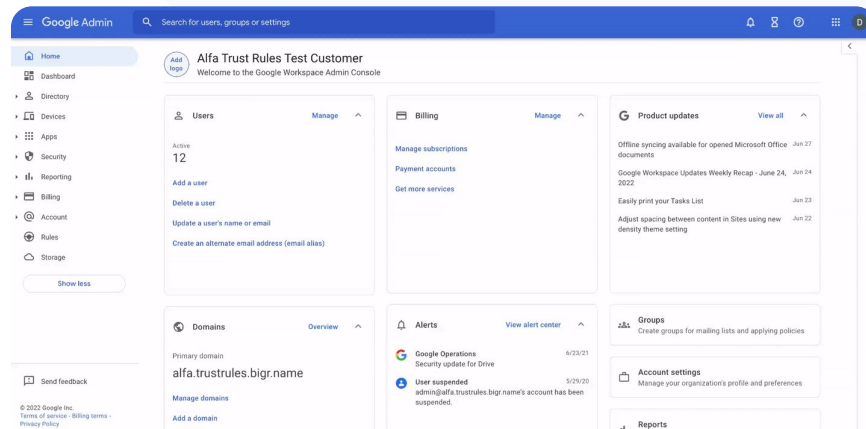 Google Admin
Search for users, groups or settings
D
Home
Dashboard
Directory
Devices
Apps
Security
Reporting
Billing
Account
Rules
Storage
Show less
Send feedback
© 2022 Google Inc.
Terms of service - Billing terms -
Privacy Policy
Add
logo
Alfa Trust Rules Test Customer
Welcome to the Google Workspace Admin Console
Users
Manage
Active
12
Add a user
Delete a user
Update a user's name or email
Create an alternate email address (email alias)
Billing
Manage
Manage subscriptions
Payment accounts
Get more services
Product updates
View all
Offline syncing available for opened Microsoft Office Jun 27
documents
Google Workspace Updates Weekly Recap - June 24, Jun 24
2022
Easily print your Tasks List Jun 23
Adjust spacing between content in Sites using new Jun 22
density theme setting
Domains
Overview
Primary domain
alfa.trustrules.bigr.name
Manage domains
Add a domain
Alerts
View alert center
Google Operations 6/23/21
Security update for Drive
User suspended 5/29/20
admin@alfa.trustrules.bigr.name's account has been
suspended.
Groups
Create groups for mailing lists and applying policies
Account settings
Manage your organization's profile and preferences
Reports